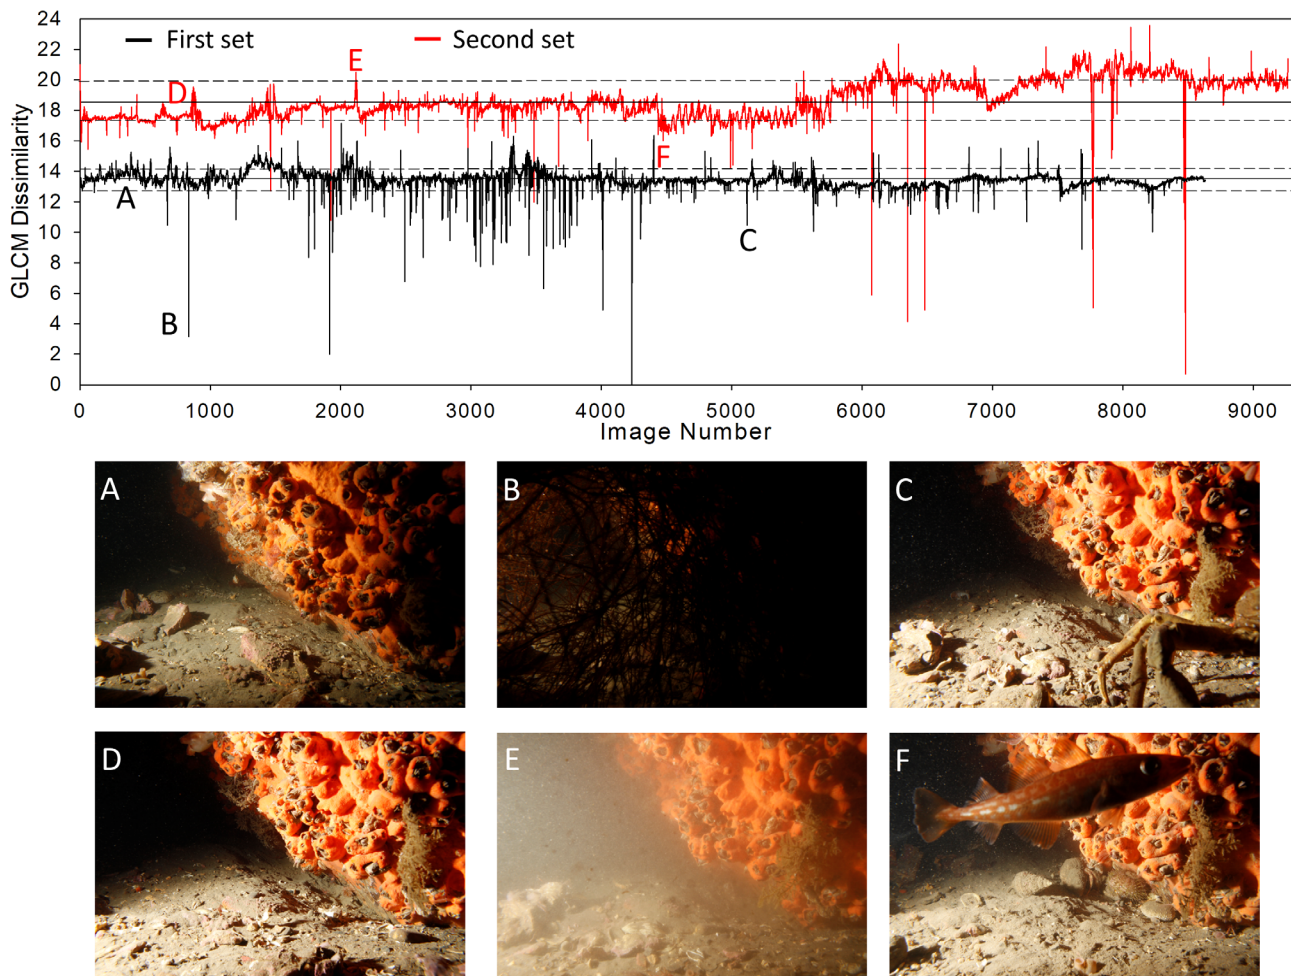 24
First set
Second set
22
E
20
D
18
16
F
14
A
12
C
10
8
6
B
4
2
0
GLCM Dissimilarity
0 1000 2000 3000 4000 5000 6000 7000 8000 9000
Image Number
A
B
C
D
E
F